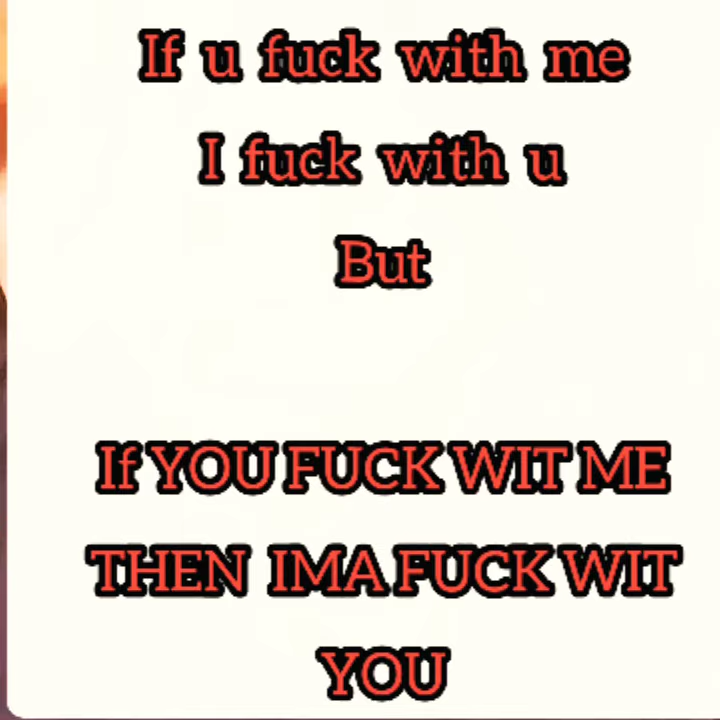 If u fuck with me
I fuck with u
But
If YOU FUCK WIT ME
THEN IMA FUCK WIT
YOU